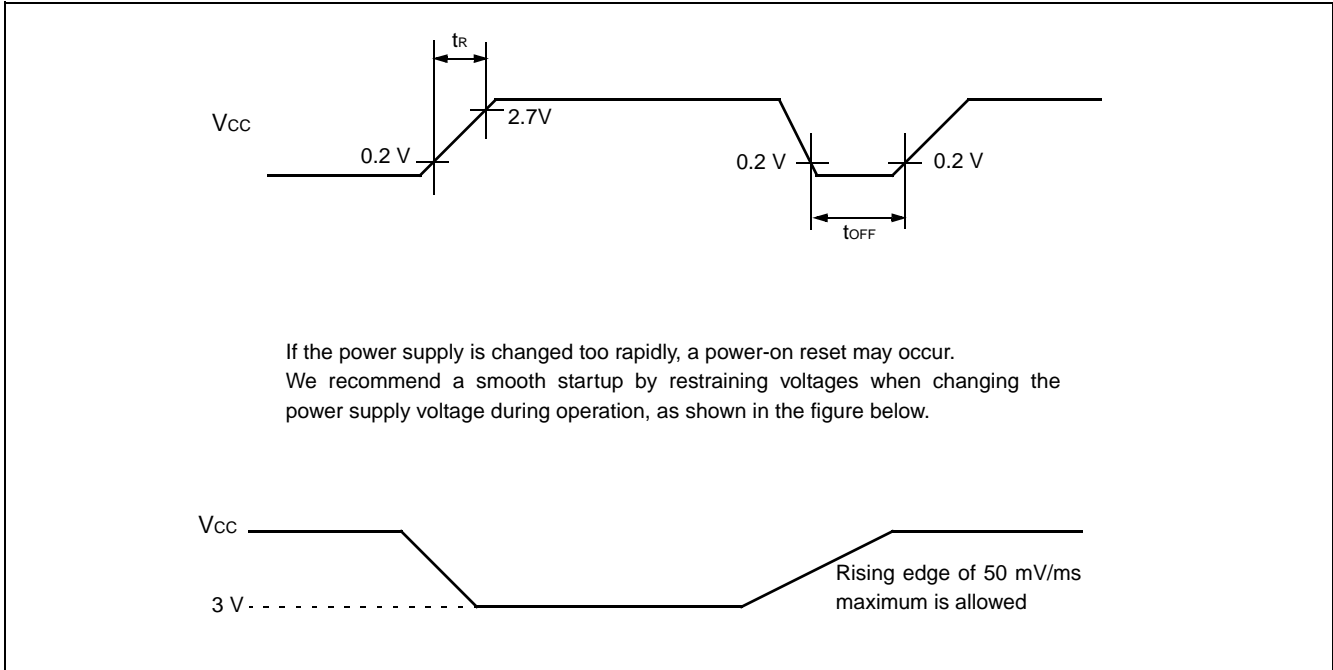 tR
VCC
2.7V
0.2 V
0.2 V
0.2 V
tOFF
If the power supply is changed too rapidly, a power-on reset may occur.
We recommend a smooth startup by restraining voltages when changing the
power supply voltage during operation, as shown in the figure below.
VCC
Rising edge of 50 mV/ms
maximum is allowed
3 V